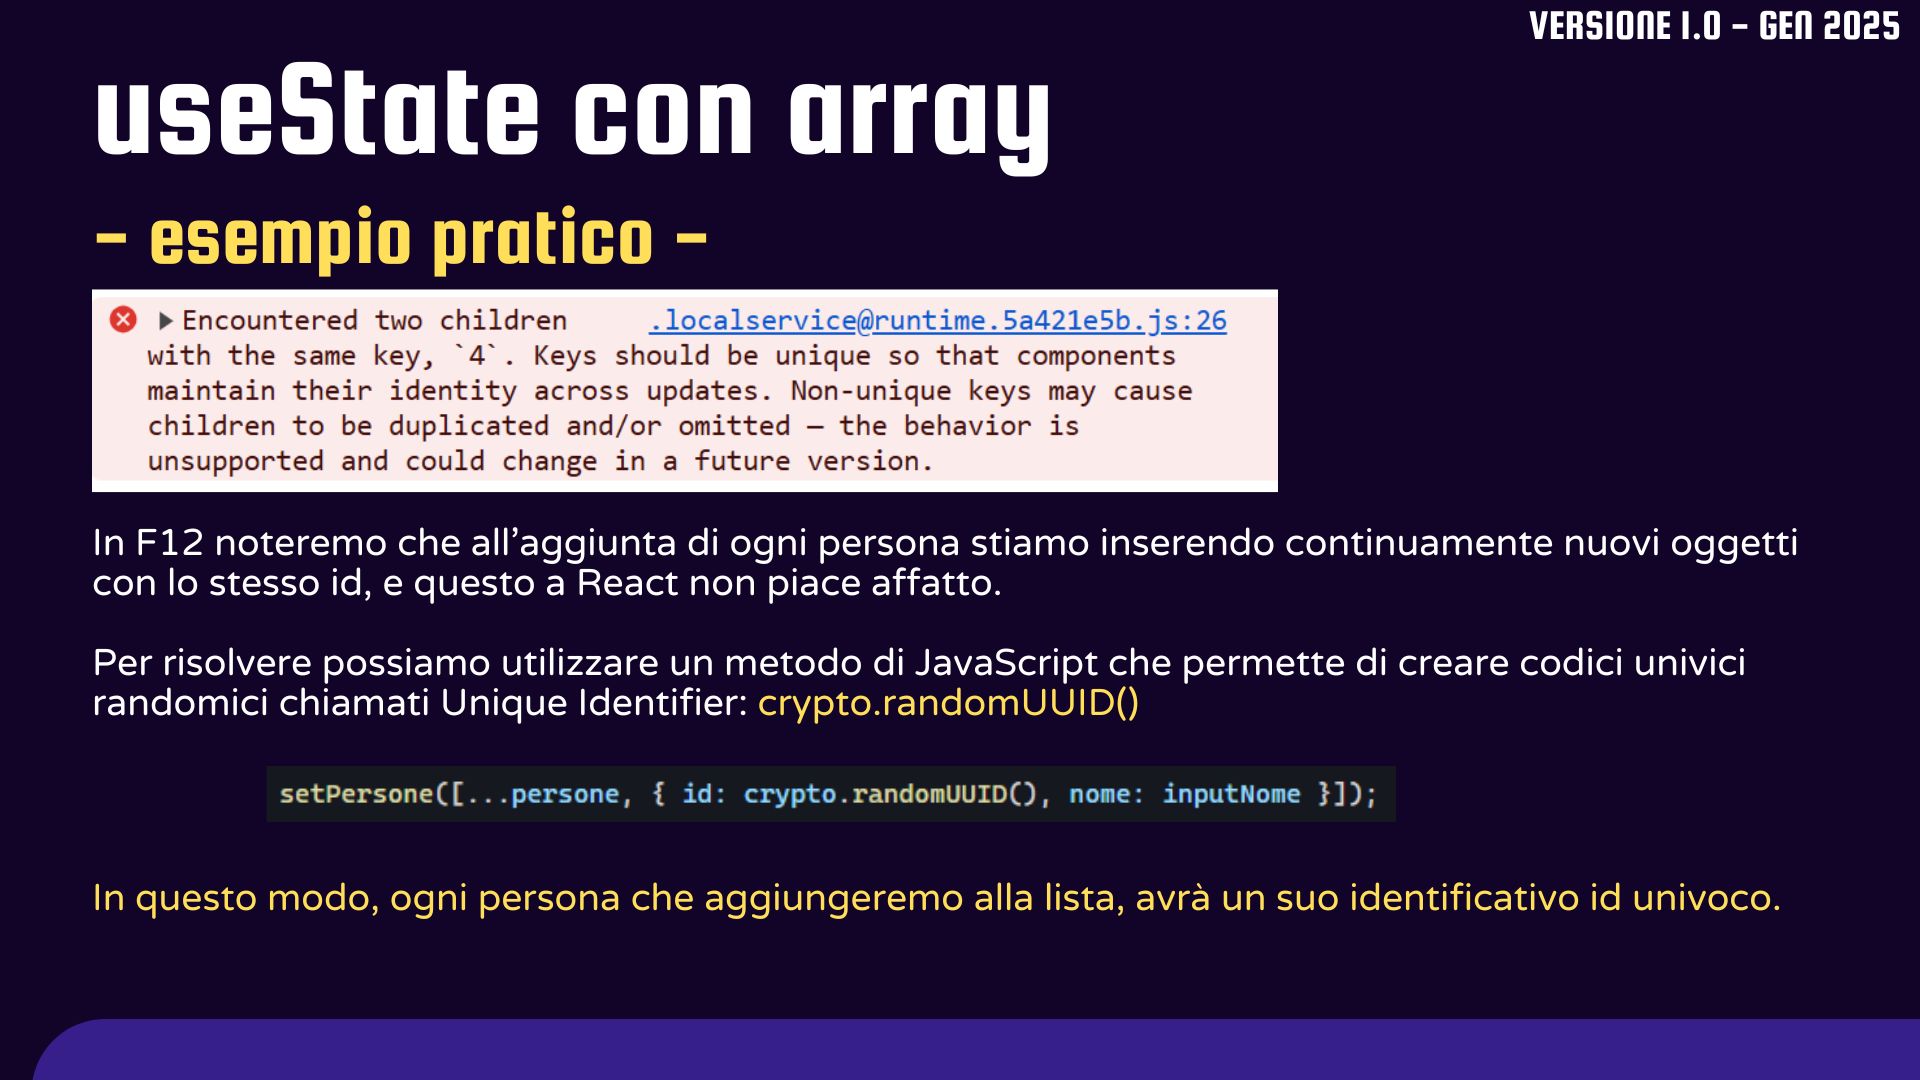 VERSIONE 1.0 - GEN 2025
useState con array
- esempio pratico -
Encountered two children .localservice@runtime.5a421e5b.js:26
with the same key, `4`. Keys should be unique so that components
maintain their identity across updates. Non-unique keys may cause
children to be duplicated and/or omitted — the behavior is
unsupported and could change in a future version.
In F12 noteremo che all’aggiunta di ogni persona stiamo inserendo continuamente nuovi oggetti
con lo stesso id, e questo a React non piace affatto.
Per risolvere possiamo utilizzare un metodo di JavaScript che permette di creare codici univici
randomici chiamati Unique Identifier: crypto.randomUUID()
setPersone([...persone, { id: crypto.randomUUID(), nome: inputNome }]);
In questo modo, ogni persona che aggiungeremo alla lista, avrà un suo identificativo id univoco.